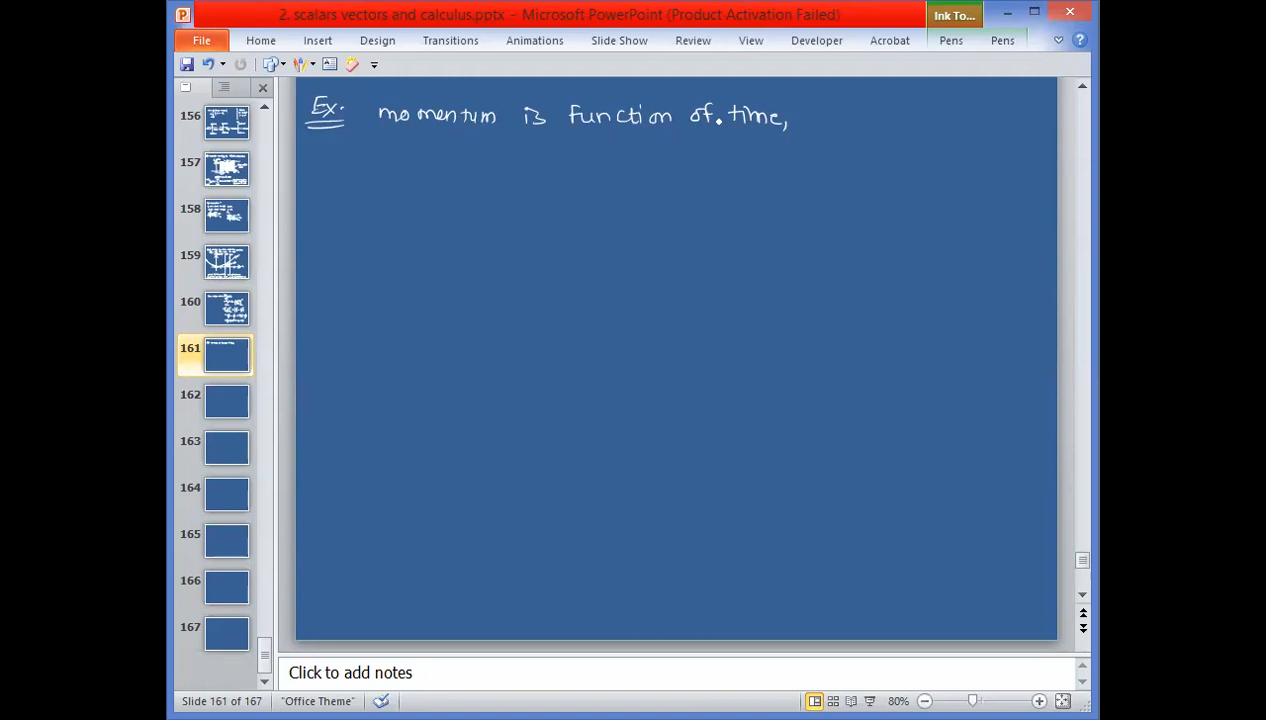 2. scalars vectors and calculus.pptx - Microsoft PowerPoint (Product Activation Failed)
Ink To...
File Home Insert Design Transitions Animations Slide Show Review View Developer Acrobat Pens Pens
Ex. momentum is function of time,
156
157
158
159
160
161
162
163
164
165
166
167
Click to add notes
Slide 161 of 167 "Office Theme" 80%